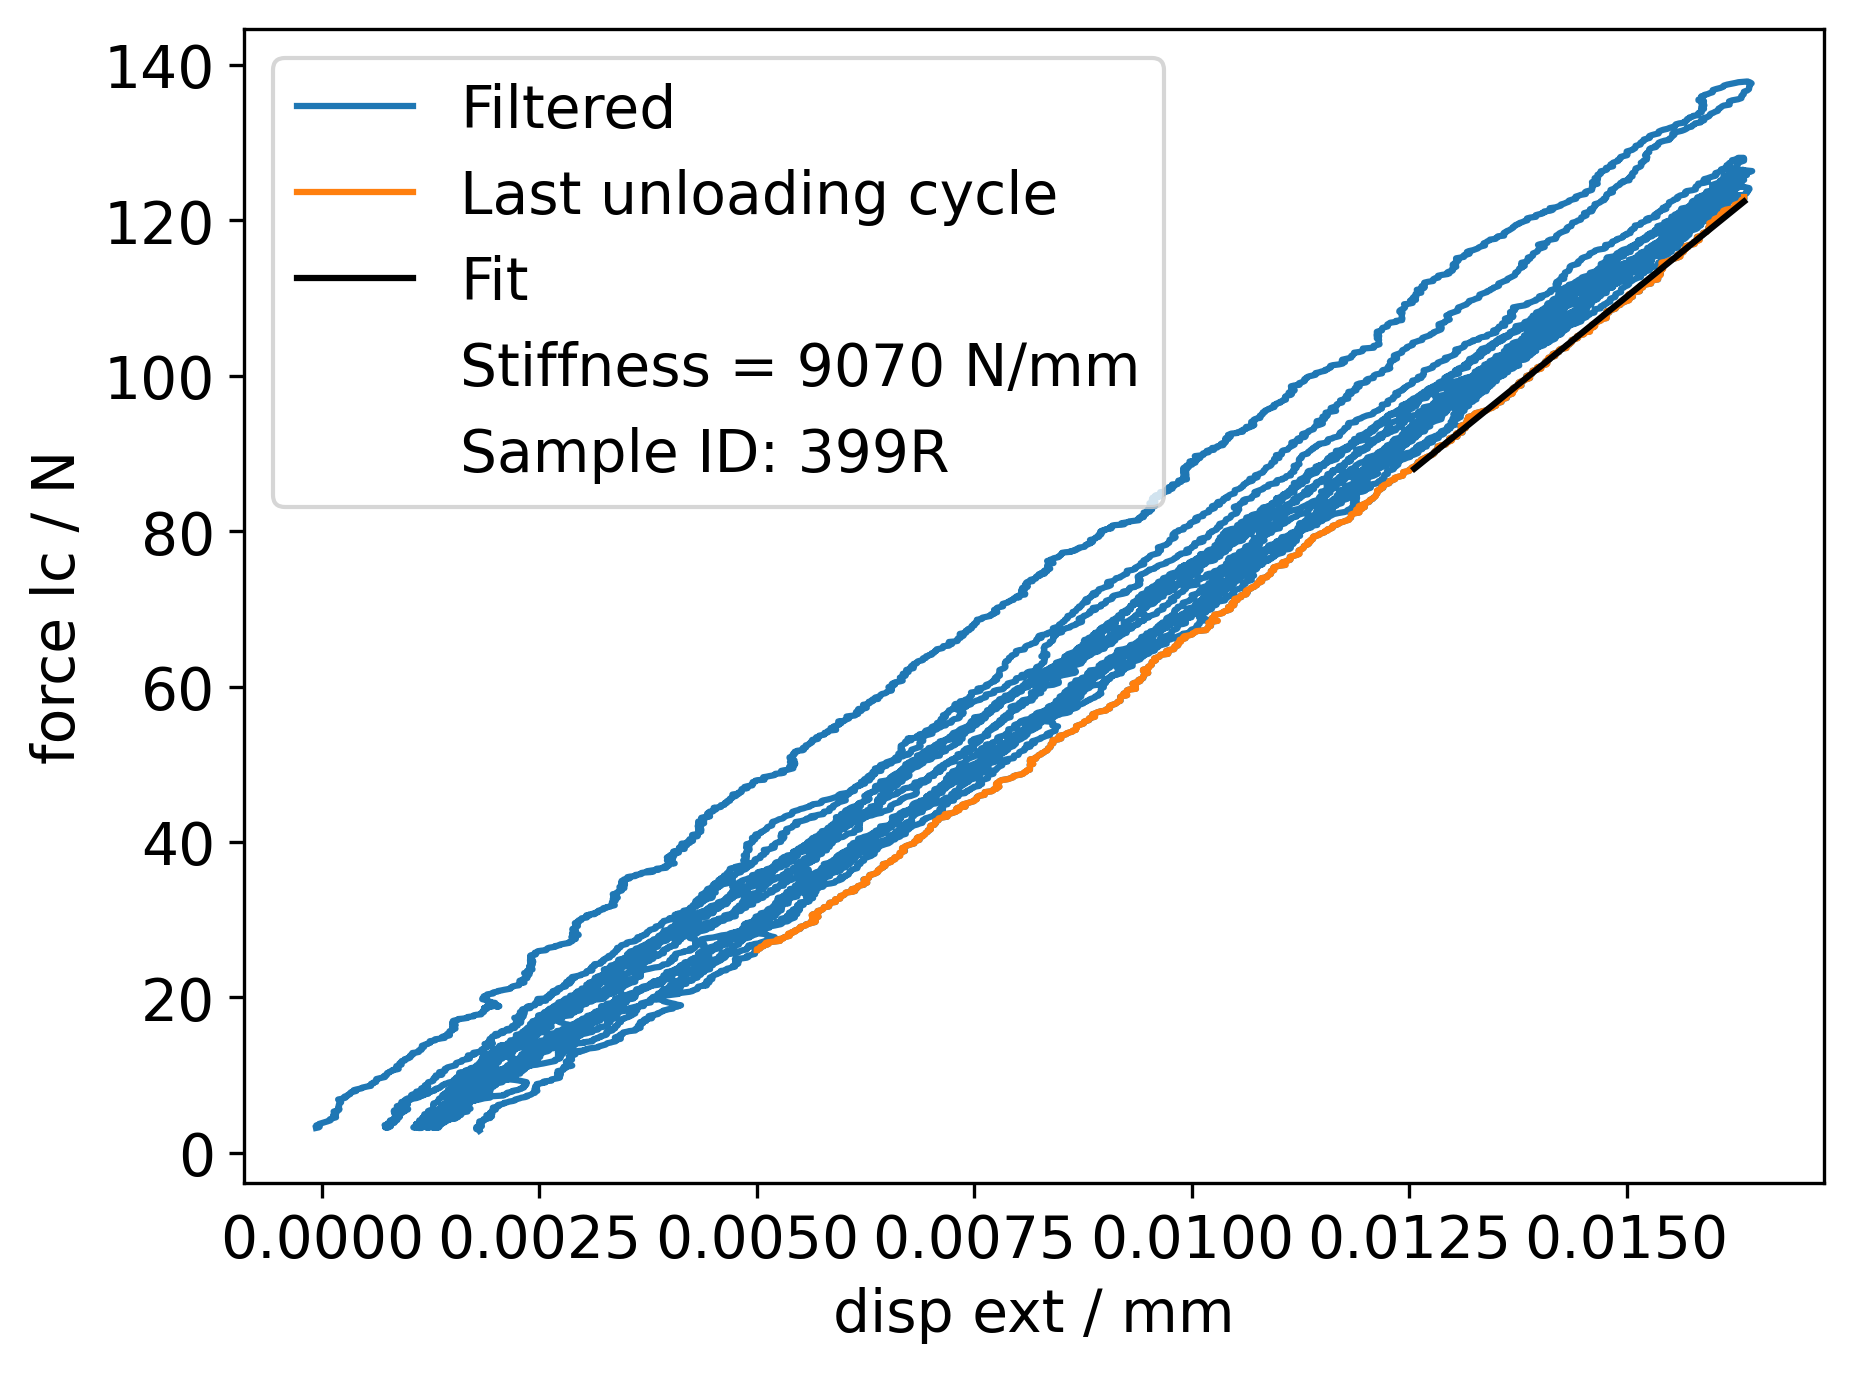 140
120
100
80
60
40
20
0
force lc / N
Filtered
Last unloading cycle
Fit
Stiffness = 9070 N/mm
Sample ID: 399R
0.0000 0.0025 0.0050 0.0075 0.0100 0.0125 0.0150
disp ext / mm